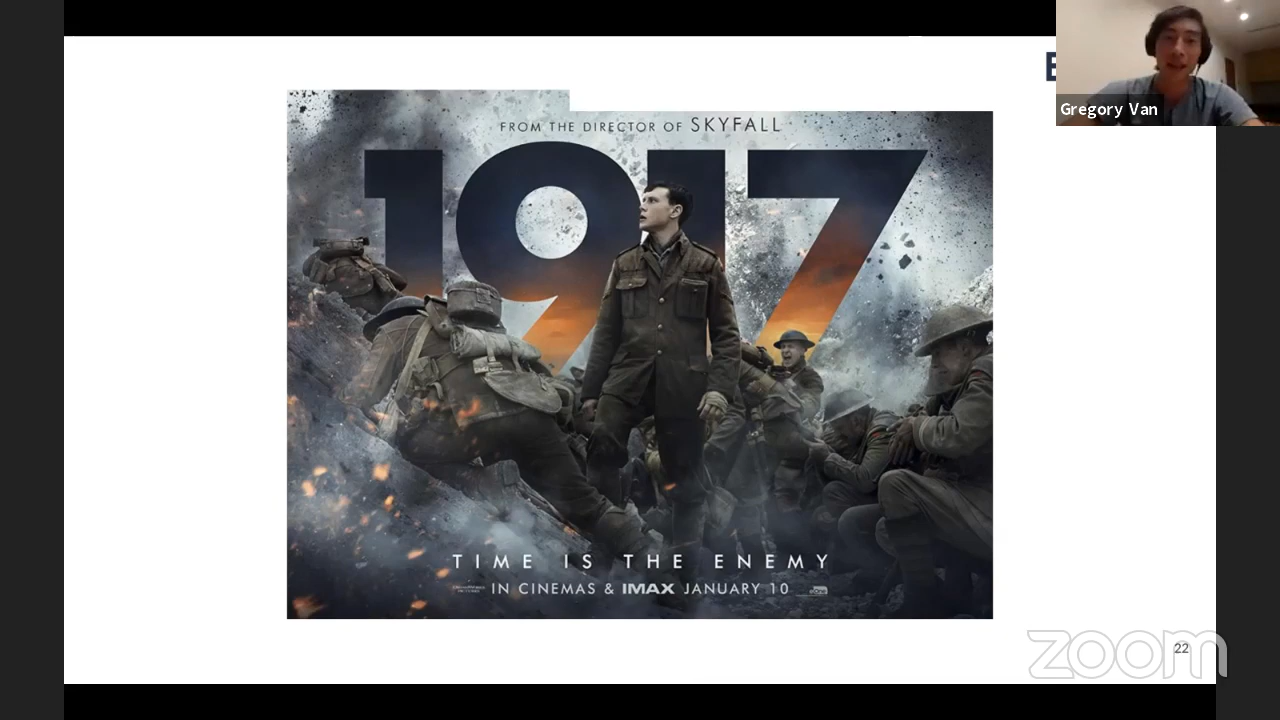 Gregory Van
FROM THE DIRECTOR OF SKYFALL
1917
TIME IS THE ENEMY
IN CINEMAS & IMAX JANUARY 10
zoom
22